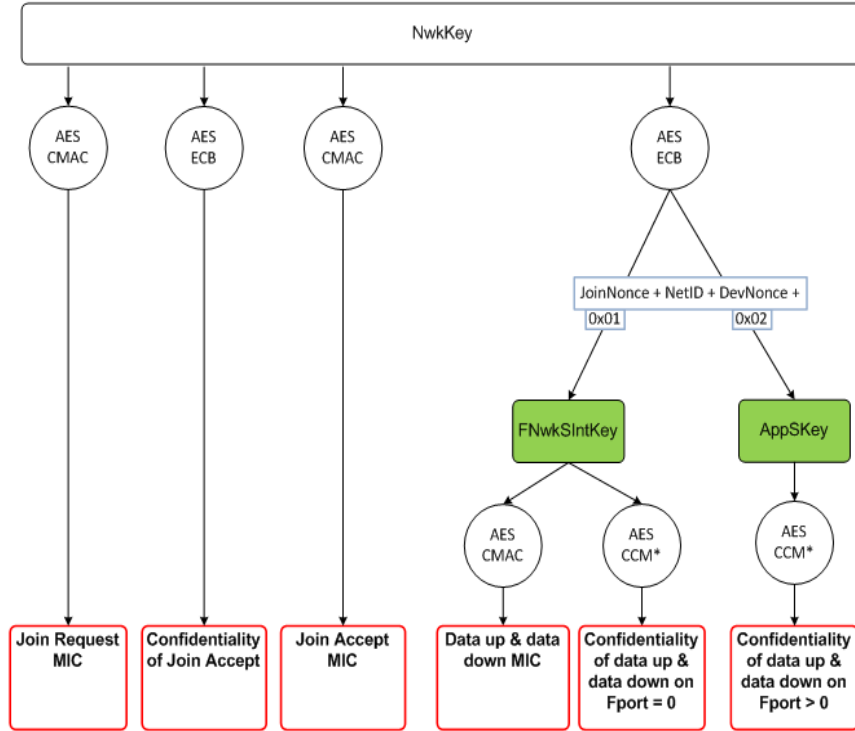 NwkKey
AES
CMAC
AES
ECB
AES
CMAC
AES
ECB
JoinNonce + NetID + DevNonce +
0x01
0x02
FNwkSIntKey
AppSKey
AES
CMAC
AES
CCM*
AES
CCM*
Join Request
MIC
Confidentiality
of Join Accept
Join Accept
MIC
Data up & data
down MIC
Confidentiality
of data up &
data down on
Fport = 0
Confidentiality
of data up &
data down on
Fport > 0